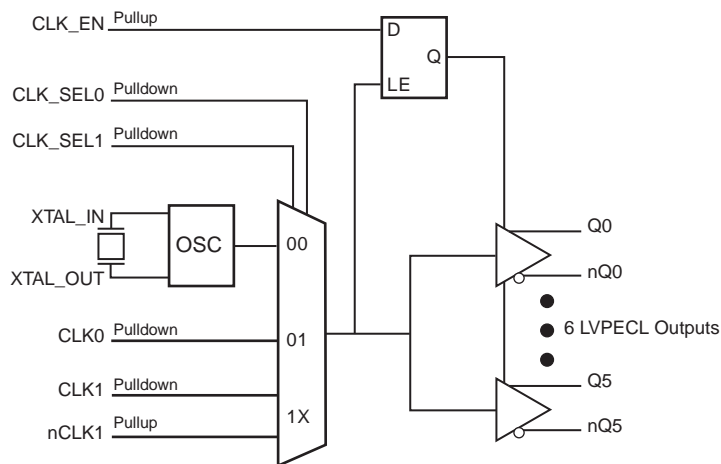 CLK_EN Pullup
D
Q
LE
CLK_SEL0 Pulldown
CLK_SEL1 Pulldown
XTAL_IN
OSC
XTAL_OUT
00
CLK0 Pulldown
01
CLK1 Pulldown
1X
nCLK1 Pullup
Q0
nQ0
6 LVPECL Outputs
Q5
nQ5